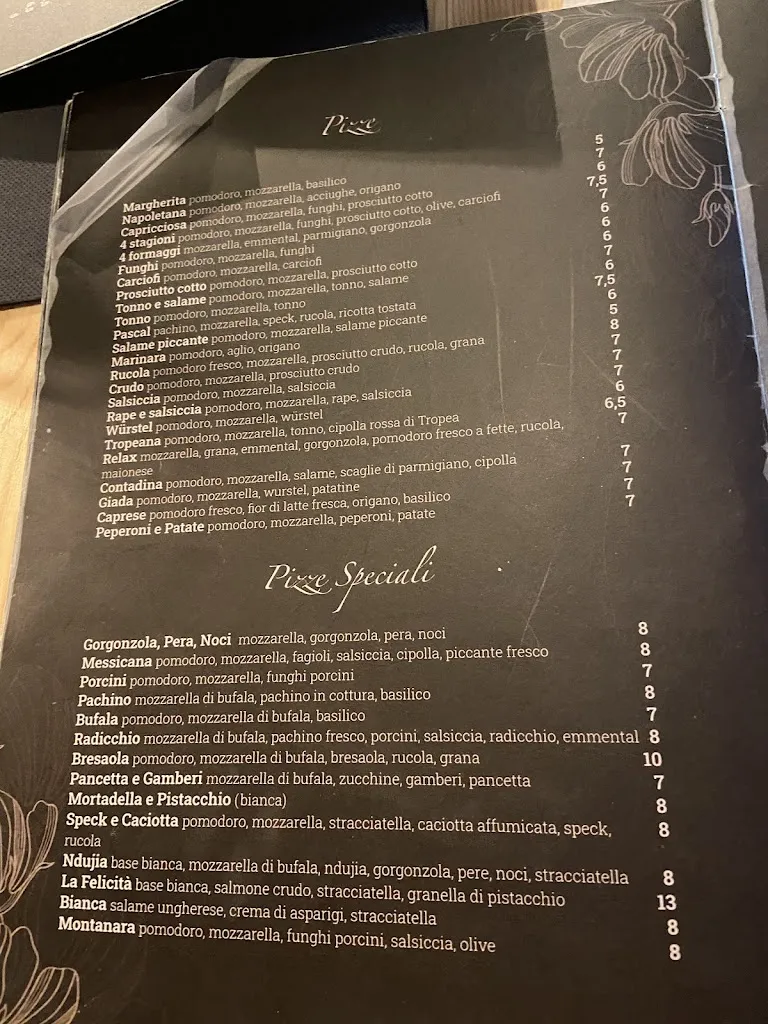 Pizze
Margherita pomodoro, mozzarella, basilico 5
Napoletana pomodoro, mozzarella, acciughe, origano 7
Capricciosa pomodoro, mozzarella, funghi, prosciutto cotto 6
4 stagioni pomodoro, mozzarella, funghi, prosciutto cotto, olive, carciofi 7,5
4 formaggi mozzarella, emmental, parmigiano, gorgonzola 7
Funghi pomodoro, mozzarella, funghi 6
Carciofi pomodoro, mozzarella, carciofi 6
Prosciutto cotto pomodoro, mozzarella, prosciutto cotto 6
Tonno e salame pomodoro, mozzarella, tonno, salame 7
Tonno pomodoro, mozzarella, tonno 6
Pascal pachino, mozzarella, speck, rucola, ricotta tostata 7,5
Salame piccante pomodoro, mozzarella, salame piccante 6
Marinara pomodoro, aglio, origano 5
Rucola pomodoro fresco, mozzarella, prosciutto crudo, rucola, grana 8
Crudo pomodoro, mozzarella, prosciutto crudo 7
Salsiccia pomodoro, mozzarella, salsiccia 7
Rape e salsiccia pomodoro, mozzarella, rape, salsiccia 7
Würstel pomodoro, mozzarella, würstel 6
Tropeana pomodoro, mozzarella, tonno, cipolla rossa di Tropea 6,5
Relax mozzarella, grana, emmental, gorgonzola, pomodoro fresco a fette, rucola, 7
maionese
Contadina pomodoro, mozzarella, salame, scaglie di parmigiano, cipolla 7
Giada pomodoro, mozzarella, wurstel, patatine 7
Caprese pomodoro fresco, fior di latte fresca, origano, basilico 7
Peperoni e Patate pomodoro, mozzarella, peperoni, patate 7
Pizze Speciali
Gorgonzola, Pera, Noci mozzarella, gorgonzola, pera, noci 8
Messicana pomodoro, mozzarella, fagioli, salsiccia, cipolla, piccante fresco 8
Porcini pomodoro, mozzarella, funghi porcini 7
Pachino mozzarella di bufala, pachino in cottura, basilico 8
Bufala pomodoro, mozzarella di bufala, basilico 7
Radicchio mozzarella di bufala, pachino fresco, porcini, salsiccia, radicchio, emmental 8
Bresaola pomodoro, mozzarella di bufala, bresaola, rucola, grana 10
Pancetta e Gamberi mozzarella di bufala, zucchine, gamberi, pancetta 7
Mortadella e Pistacchio (bianca) 8
Speck e Caciotta pomodoro, mozzarella, stracciatella, caciotta affumicata, speck, 8
rucola
Ndujia base bianca, mozzarella di bufala, ndujia, gorgonzola, pere, noci, stracciatella 8
La Felicità base bianca, salmone crudo, stracciatella, granella di pistacchio 13
Bianca salame ungherese, crema di asparigi, stracciatella 8
Montanara pomodoro, mozzarella, funghi porcini, salsiccia, olive 8